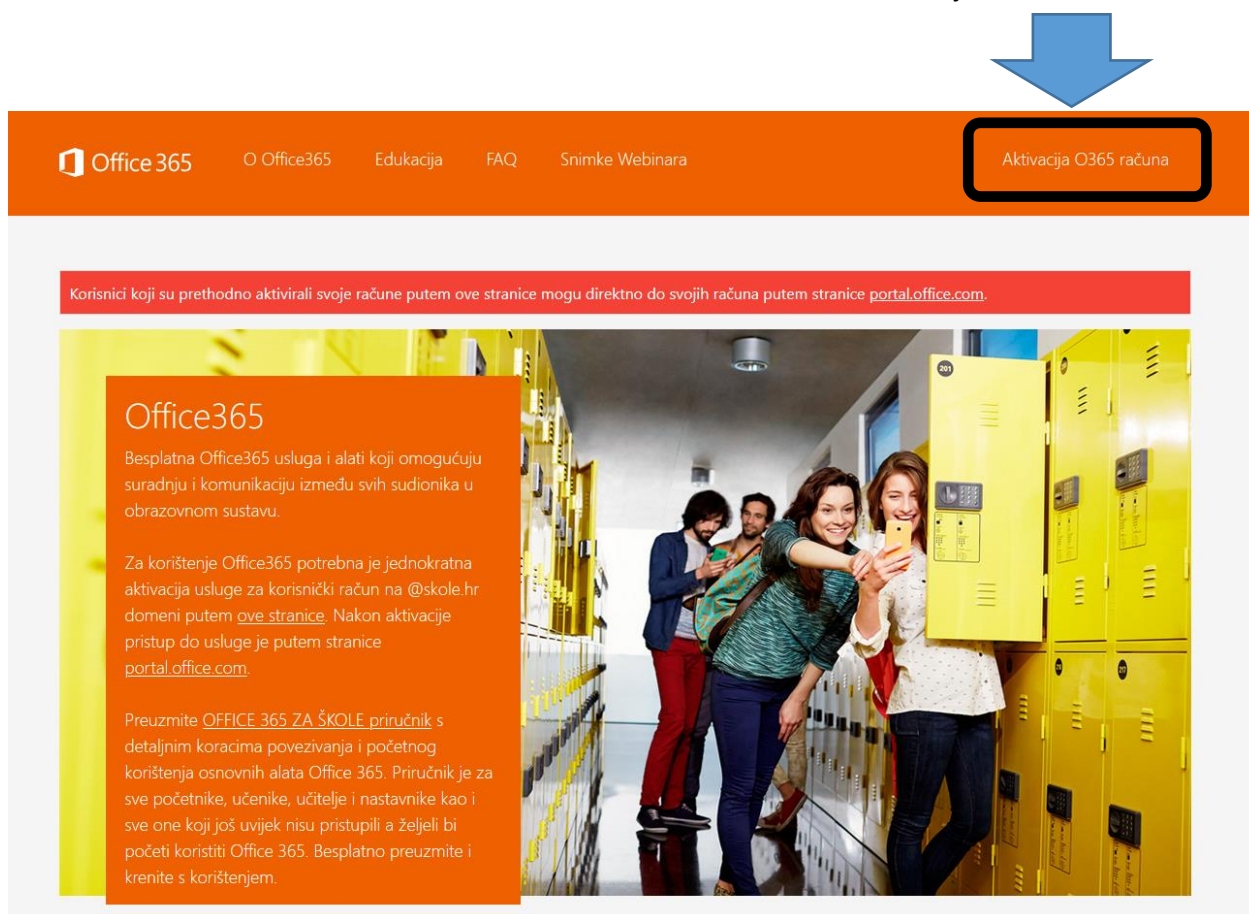 Office 365
O Office365
Edukacija
FAQ
Snimke Webinara
Aktivacija O365 računa
Korisnici koji su prethodno aktivirali svoje račune putem ove stranice mogu direktno do svojih računa putem stranice portal.office.com.
Office365
Besplatna Office365 usluga i alati koji omogućuju
suradnju i komunikaciju između svih sudionika u
obrazovnom sustavu.
Za korištenje Office365 potrebna je jednokratna
aktivacija usluge za korisnički račun na @skole.hr
domeni putem ove stranice. Nakon aktivacije
pristup do usluge je putem stranice
portal.office.com.
Preuzmite OFFICE 365 ZA ŠKOLE priručnik s
detaljnim koracima povezivanja i početnog
korištenja osnovnih alata Office 365. Priručnik je za
sve početnike, učenike, učitelje i nastavnike kao i
sve one koji još uvijek nisu pristupili a željeli bi
početi koristiti Office 365. Besplatno preuzmite i
krenite s korištenjem.
201